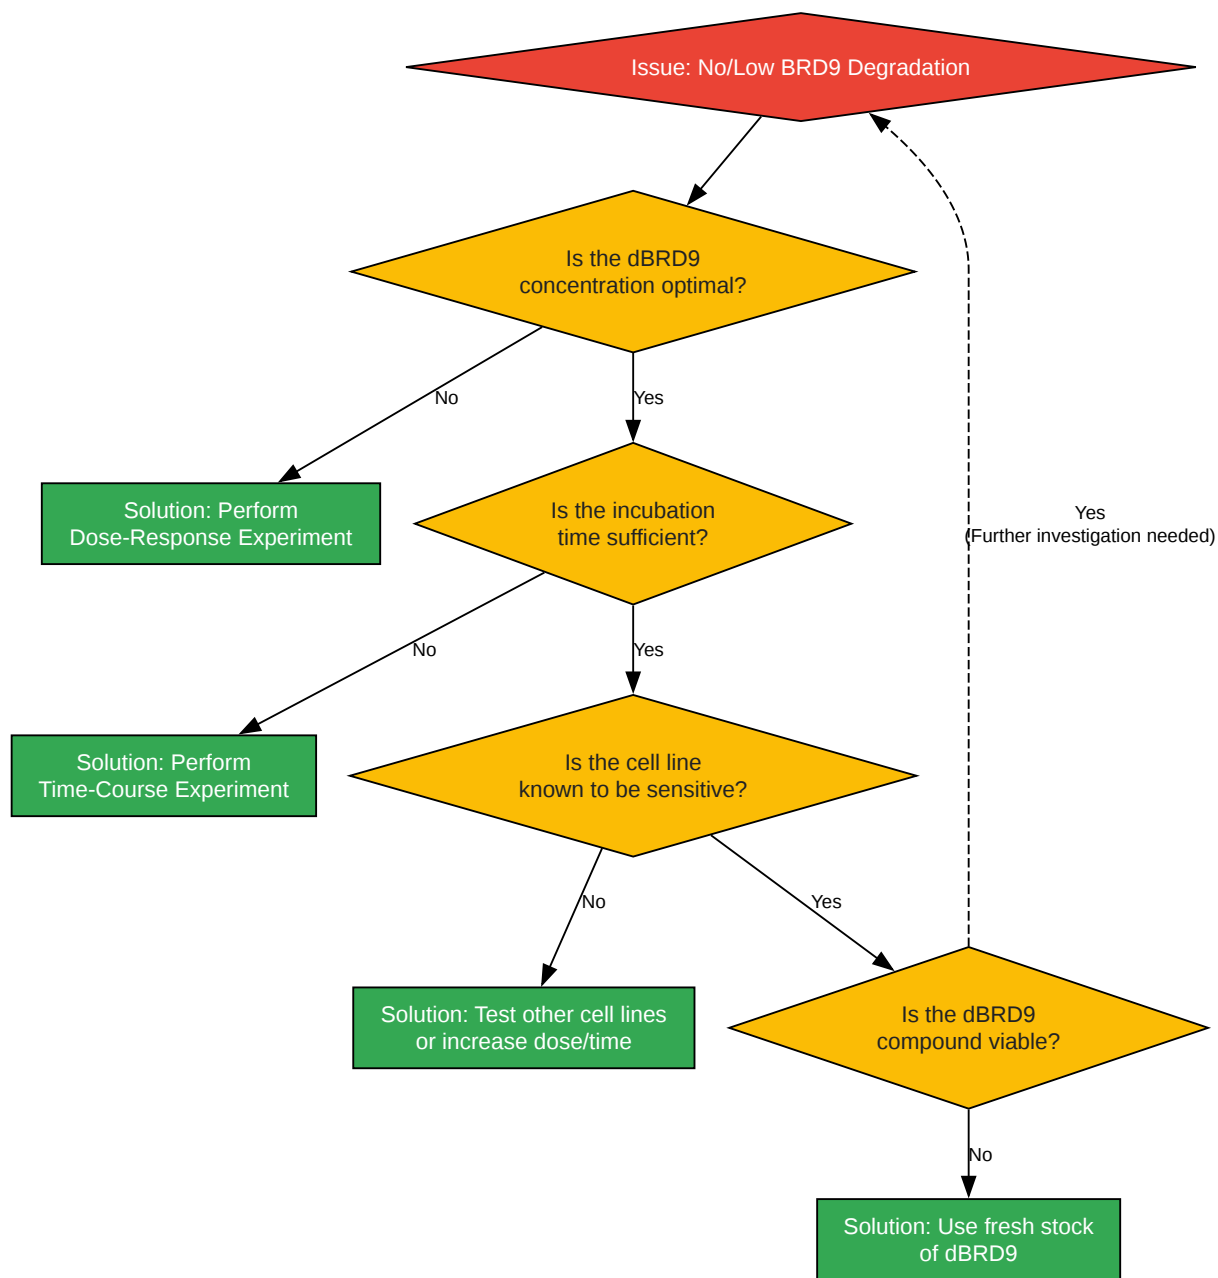 Issue: No/Low BRD9 Degradation
Is the dBRD9
concentration optimal?
No
Yes
Solution: Perform
Dose-Response Experiment
Is the incubation
time sufficient?
Yes
(Further investigation needed)
No
Yes
Solution: Perform
Time-Course Experiment
Is the cell line
known to be sensitive?
No
Yes
Solution: Test other cell lines
or increase dose/time
Is the dBRD9
compound viable?
No
Solution: Use fresh stock
of dBRD9